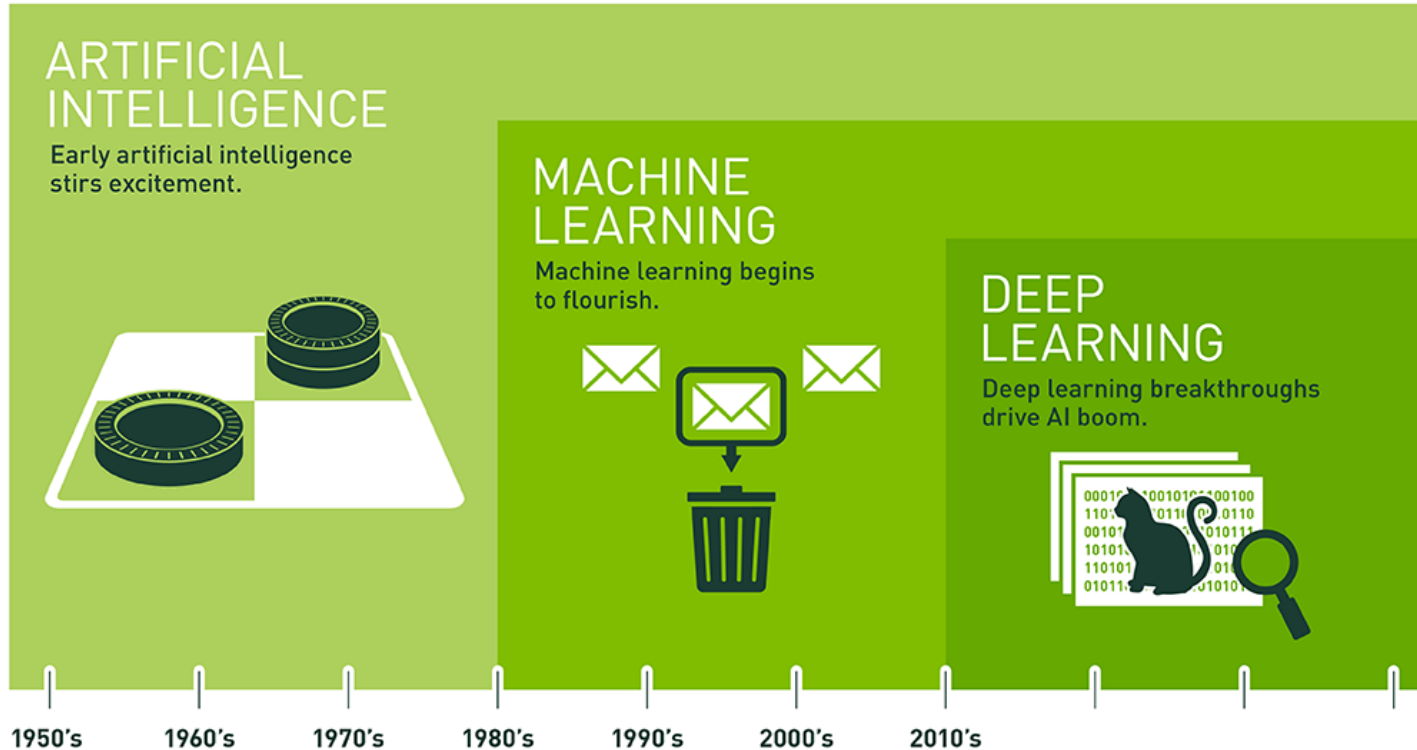 ARTIFICIAL
INTELLIGENCE
Early artificial intelligence
stirs excitement.
MACHINE
LEARNING
Machine learning begins
to flourish.
DEEP
LEARNING
Deep learning breakthroughs
drive AI boom.
1950's 1960's 1970's 1980's 1990's 2000's 2010's